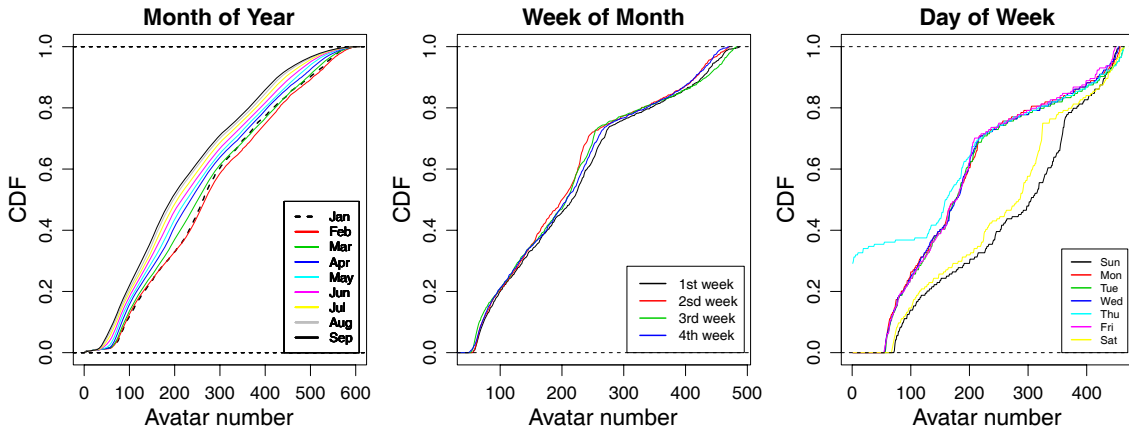 Month of Year
CDF
1.0
0.8
0.6
0.4
0.2
0.0
Jan
Feb
Mar
Apr
May
Jun
Jul
Aug
Sep
0 100 200 300 400 500 600
Avatar number
Week of Month
CDF
1.0
0.8
0.6
0.4
0.2
0.0
1st week
2sd week
3rd week
4th week
100 200 300 400 500
Avatar number
Day of Week
CDF
1.0
0.8
0.6
0.4
0.2
0.0
Sun
Mon
Tue
Wed
Thu
Fri
Sat
0 100 200 300 400
Avatar number